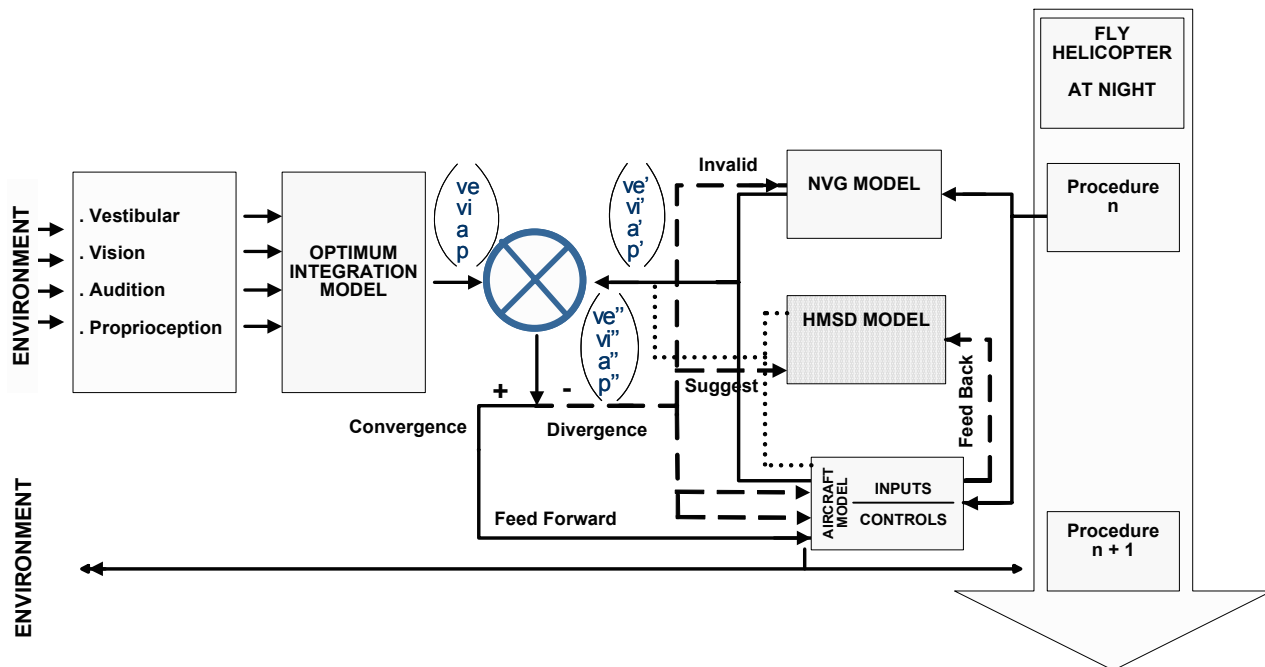 FLY
HELICOPTER
AT NIGHT
Procedure
n
Procedure
n + 1
ENVIRONMENT
. Vestibular
. Vision
. Audition
. Proprioception
OPTIMUM
INTEGRATION
MODEL
ve
vi
a
p
ve’
vi’
a’
p’
ve”
vi”
a”
p”
Invalid
NVG MODEL
HMSD MODEL
Suggest
Feed Back
+
-
Convergence
Divergence
Feed Forward
AIRCRAFT
MODEL
INPUTS
CONTROLS
ENVIRONMENT